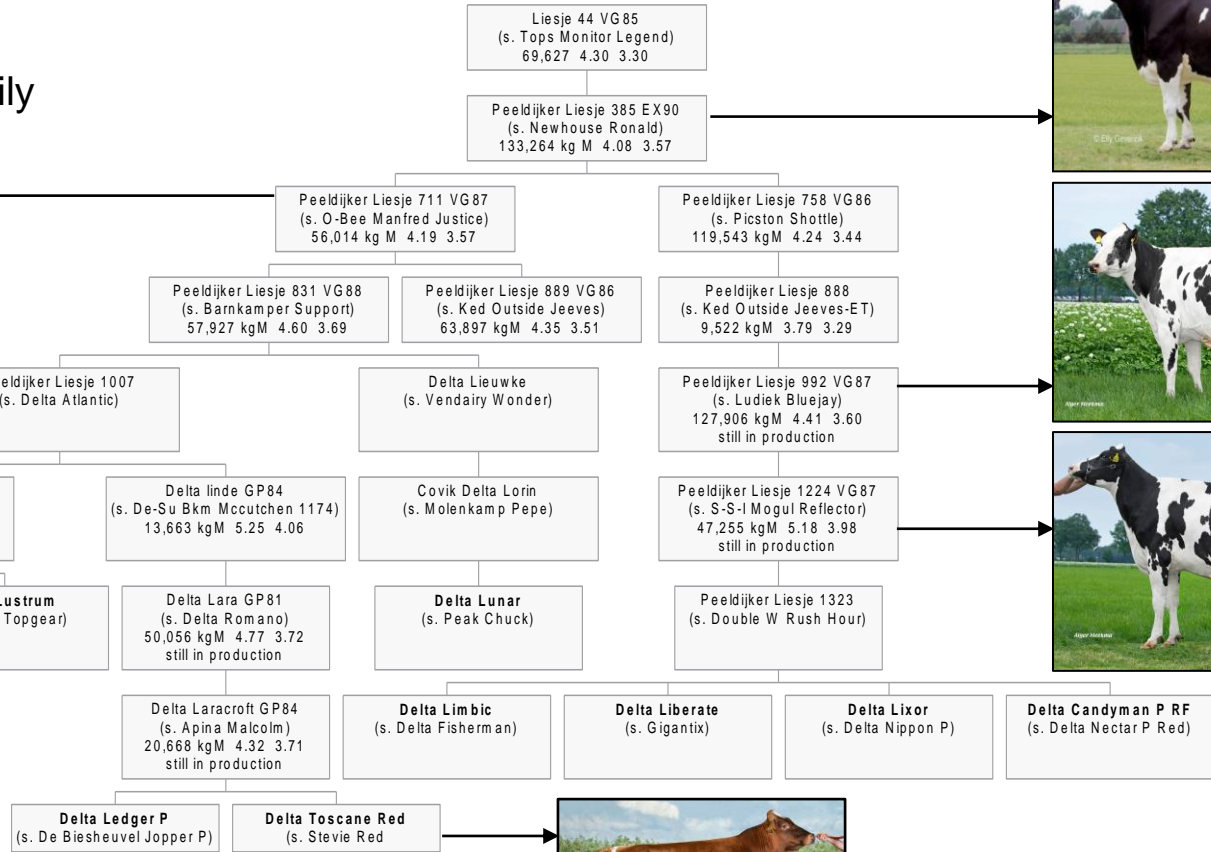 Liesje 44 VG85
(s. Tops Monitor Legend)
69,627 4.30 3.30
ily
Peeldijker Liesje 385 EX90
(s. Newhouse Ronald)
133,264 kg M 4.08 3.57
Peeldijker Liesje 711 VG87
(s. O-Bee Manfred Justice)
56,014 kg M 4.19 3.57
Peeldijker Liesje 758 VG86
(s. Picston Shottle)
119,543 kgM 4.24 3.44
Peeldijker Liesje 831 VG88
(s. Barnkamper Support)
57,927 kgM 4.60 3.69
Peeldijker Liesje 889 VG86
(s. Ked Outside Jeeves)
63,897 kgM 4.35 3.51
Peeldijker Liesje 888
(s. Ked Outside Jeeves-ET)
9,522 kgM 3.79 3.29
eldijker Liesje 1007
(s. Delta Atlantic)
Delta Lieuwke
(s. Vendairy Wonder)
Peeldijker Liesje 992 VG87
(s. Ludiek Bluejay)
127,906 kgM 4.41 3.60
still in production
Delta linde GP84
(s. De-Su Bkm Mccutchen 1174)
13,663 kgM 5.25 4.06
Covik Delta Lorin
(s. Molenkamp Pepe)
Peeldijker Liesje 1224 VG87
(s. S-S-I Mogul Reflector)
47,255 kgM 5.18 3.98
still in production
ustrum
Topgear)
Delta Lara GP81
(s. Delta Romano)
50,056 kgM 4.77 3.72
still in production
Delta Lunar
(s. Peak Chuck)
Peeldijker Liesje 1323
(s. Double W Rush Hour)
Delta Laracroft GP84
(s. Apina Malcolm)
20,668 kgM 4.32 3.71
still in production
Delta Limbic
(s. Delta Fisherman)
Delta Liberate
(s. Gigantix)
Delta Lixor
(s. Delta Nippon P)
Delta Candyman P RF
(s. Delta Nectar P Red)
Delta Ledger P
(s. De Biesheuvel Jopper P)
Delta Toscane Red
(s. Stevie Red